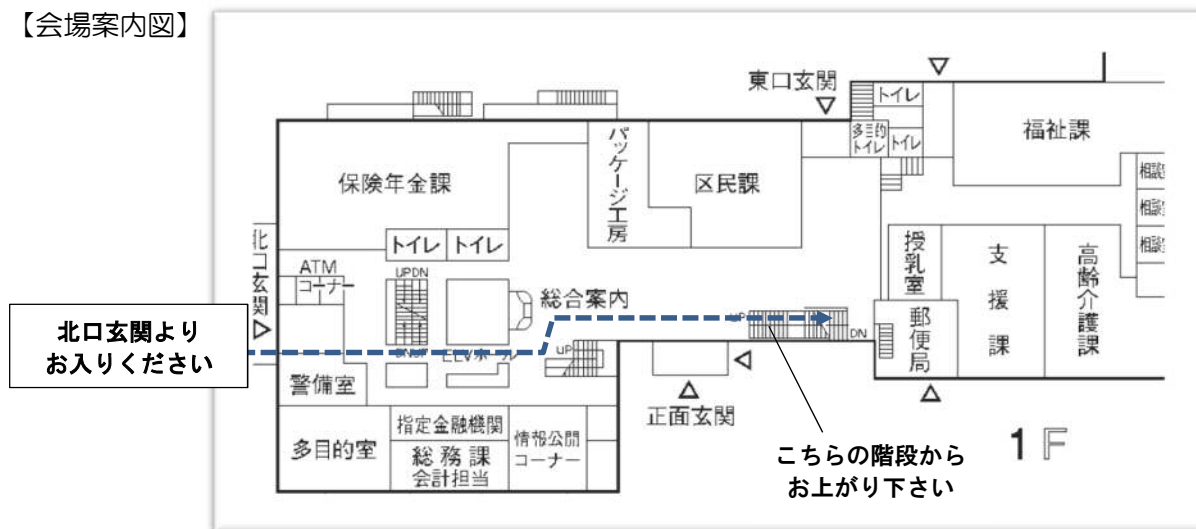 【会場案内図】
東口玄関
トイレ
多目的
トイレ
トイレ
福祉課
保険年金課
パッケージ工房
区民課
相談
相談
相談
トイレ
トイレ
北口玄関
ATM
コーナー
UPDN
総合案内
授乳室
支援課
高齢介護課
北口玄関より
お入りください
UP
DN
郵便局
UP
警備室
正面玄関
指定金融機関
多目的室
総務課
会計担当
情報公開
コーナー
こちらの階段から
お上がり下さい
1F